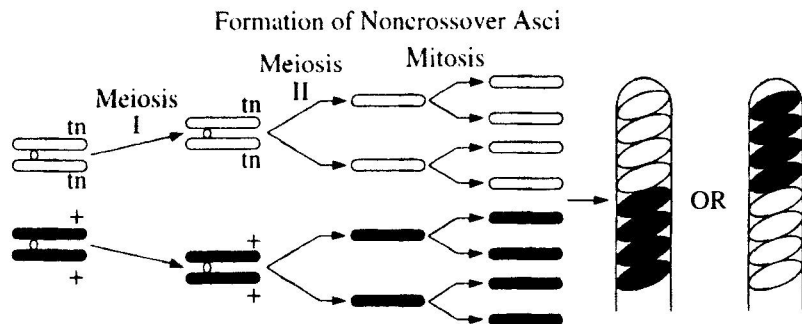 Formation of Noncrossover Asci
Meiosis
I
Meiosis
II
Mitosis
tn
tn
tn
tn
+
+
+
+
OR